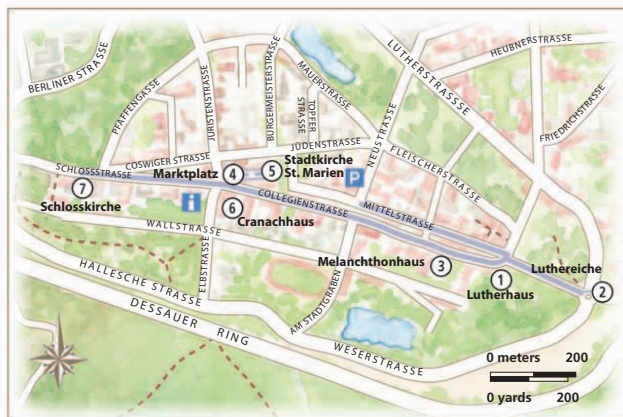 BERLINER STRASSE
PFAFFENGASSE
JURISTENSTRASSE
BÜRGERMEISTERSTRASSE
MAUERSTRASSE
TÖPFER
STRASSE
LUTHERSTRASSSE
HEUBNERSTRASSE
FRIEDRICHSTRASSE
NEUSTRASSE
FLEISCHERSTRASSE
COSWIGER STRASSE
JÜDENSTRASSE
SCHLOSSSTRASSE
Marktplatz
4
5
Stadtkirche
St. Marien
P
7
Schlosskirche
i
6
Cranachhaus
COLLEGIENSTRASSE
MITTELSTRASSE
WALLSTRASSE
ELBSTRASSE
Melanchthonhaus
3
1
Lutherhaus
Luthereiche
2
HALLESCHE STRASSE
AM STADTGRABEN
DESSAUER RING
WESERSTRASSE
0 meters 200
0 yards 200